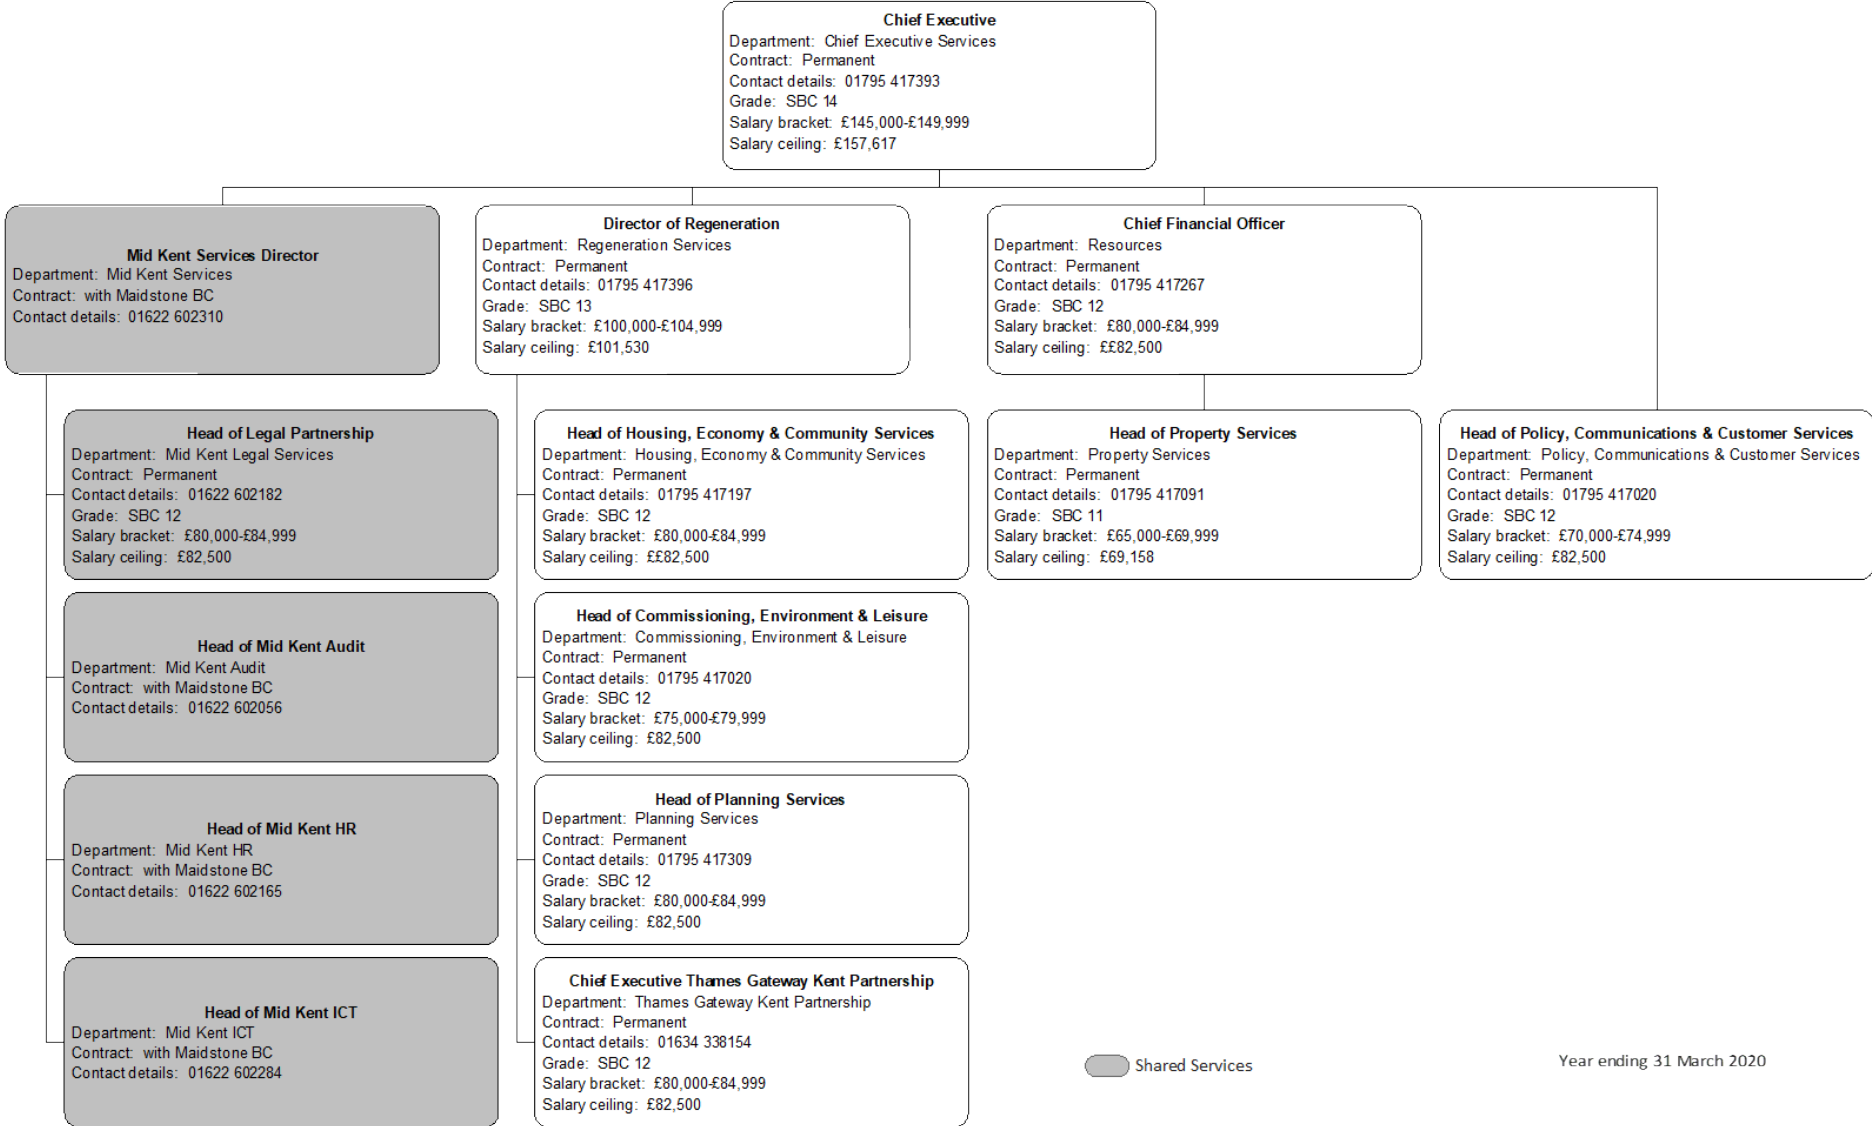 Chief Executive
Department: Chief Executive Services
Contract: Permanent
Contact details: 01795 417393
Grade: SBC 14
Salary bracket: £145,000-£149,999
Salary ceiling: £157,617
Mid Kent Services Director
Department: Mid Kent Services
Contract: with Maidstone BC
Contact details: 01622 602310
Director of Regeneration
Department: Regeneration Services
Contract: Permanent
Contact details: 01795 417396
Grade: SBC 13
Salary bracket: £100,000-£104,999
Salary ceiling: £101,530
Chief Financial Officer
Department: Resources
Contract: Permanent
Contact details: 01795 417267
Grade: SBC 12
Salary bracket: £80,000-£84,999
Salary ceiling: ££82,500
Head of Legal Partnership
Department: Mid Kent Legal Services
Contract: Permanent
Contact details: 01622 602182
Grade: SBC 12
Salary bracket: £80,000-£84,999
Salary ceiling: £82,500
Head of Housing, Economy & Community Services
Department: Housing, Economy & Community Services
Contract: Permanent
Contact details: 01795 417197
Grade: SBC 12
Salary bracket: £80,000-£84,999
Salary ceiling: ££82,500
Head of Property Services
Department: Property Services
Contract: Permanent
Contact details: 01795 417091
Grade: SBC 11
Salary bracket: £65,000-£69,999
Salary ceiling: £69,158
Head of Policy, Communications & Customer Services
Department: Policy, Communications & Customer Services
Contract: Permanent
Contact details: 01795 417020
Grade: SBC 12
Salary bracket: £70,000-£74,999
Salary ceiling: £82,500
Head of Mid Kent Audit
Department: Mid Kent Audit
Contract: with Maidstone BC
Contact details: 01622 602056
Head of Commissioning, Environment & Leisure
Department: Commissioning, Environment & Leisure
Contract: Permanent
Contact details: 01795 417020
Grade: SBC 12
Salary bracket: £75,000-£79,999
Salary ceiling: £82,500
Head of Mid Kent HR
Department: Mid Kent HR
Contract: with Maidstone BC
Contact details: 01622 602165
Head of Planning Services
Department: Planning Services
Contract: Permanent
Contact details: 01795 417309
Grade: SBC 12
Salary bracket: £80,000-£84,999
Salary ceiling: £82,500
Head of Mid Kent ICT
Department: Mid Kent ICT
Contract: with Maidstone BC
Contact details: 01622 602284
Chief Executive Thames Gateway Kent Partnership
Department: Thames Gateway Kent Partnership
Contract: Permanent
Contact details: 01634 338154
Grade: SBC 12
Salary bracket: £80,000-£84,999
Salary ceiling: £82,500
Shared Services
Year ending 31 March 2020